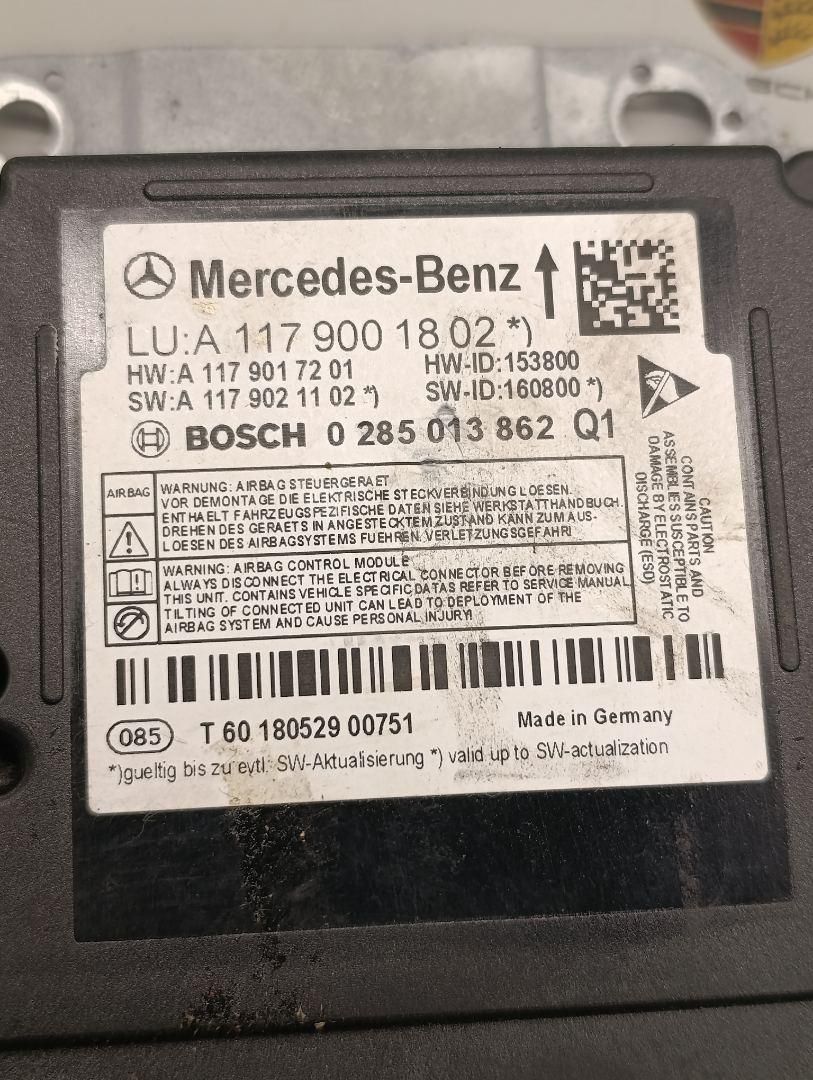 Mercedes-Benz
LU:A 117 900 18 02 *)
HW:A 117 901 72 01
HW-ID:153800
SW:A 117 902 11 02 *)
SW-ID:160800 *)
BOSCH 0 285 013 862 Q1
CAUTION
CONTAINS PARTS AND
ASSEMBLIES SUSCEPTIBLE TO
DAMAGE BY ELECTROSTATIC
DISCHARGE (ESD)
AIRBAG
WARNUNG: AIRBAG STEUERGERAET
VOR DEMONTAGE DIE ELEKTRISCHE STECKVERBINDUNG LOESEN.
ENTHAELT FAHRZEUGSPEZIFISCHE DATEN SIEHE WERKSTATTHANDBUCH.
DREHEN DES GERAETS IN ANGESTECKTEM ZUSTAND KANN ZUM AUS-
LOESEN DES AIRBAGSYSTEMS FUEHREN. VERLETZUNGSGEFAHR!
WARNING: AIRBAG CONTROL MODULE
ALWAYS DISCONNECT THE ELECTRICAL CONNECTOR BEFORE REMOVING
THIS UNIT. CONTAINS VEHICLE SPECIFIC DATAS REFER TO SERVICE MANUAL
TILTING OF CONNECTED UNIT CAN LEAD TO DEPLOYMENT OF THE
AIRBAG SYSTEM AND CAUSE PERSONAL INJURY!
085 T 60 180529 00751
Made in Germany
*)gueltig bis zu evtl. SW-Aktualisierung *) valid up to SW-actualization